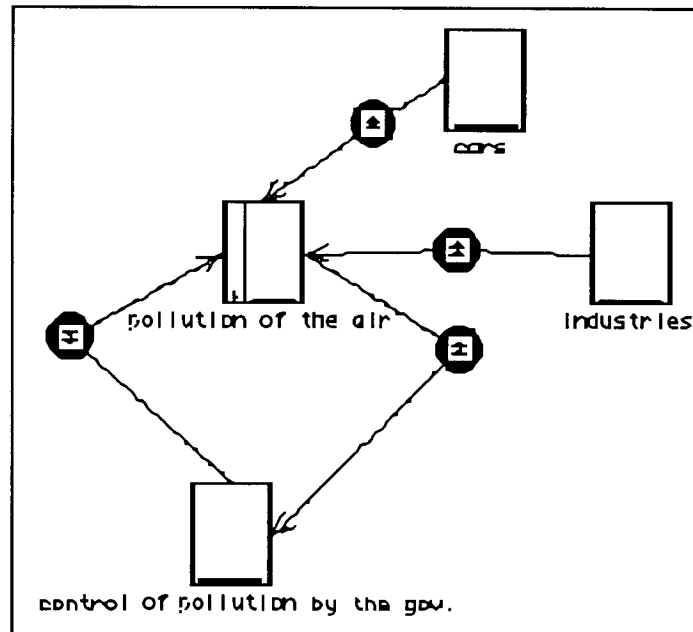 cars
pollution of the air
industries
control of pollution by the gov.